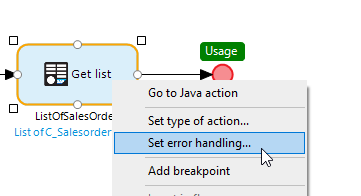 Usage
Get list
ListOfSalesOrde
List of C_Salesorder
Go to Java action
Set type of action...
Set error handling...
Add breakpoint